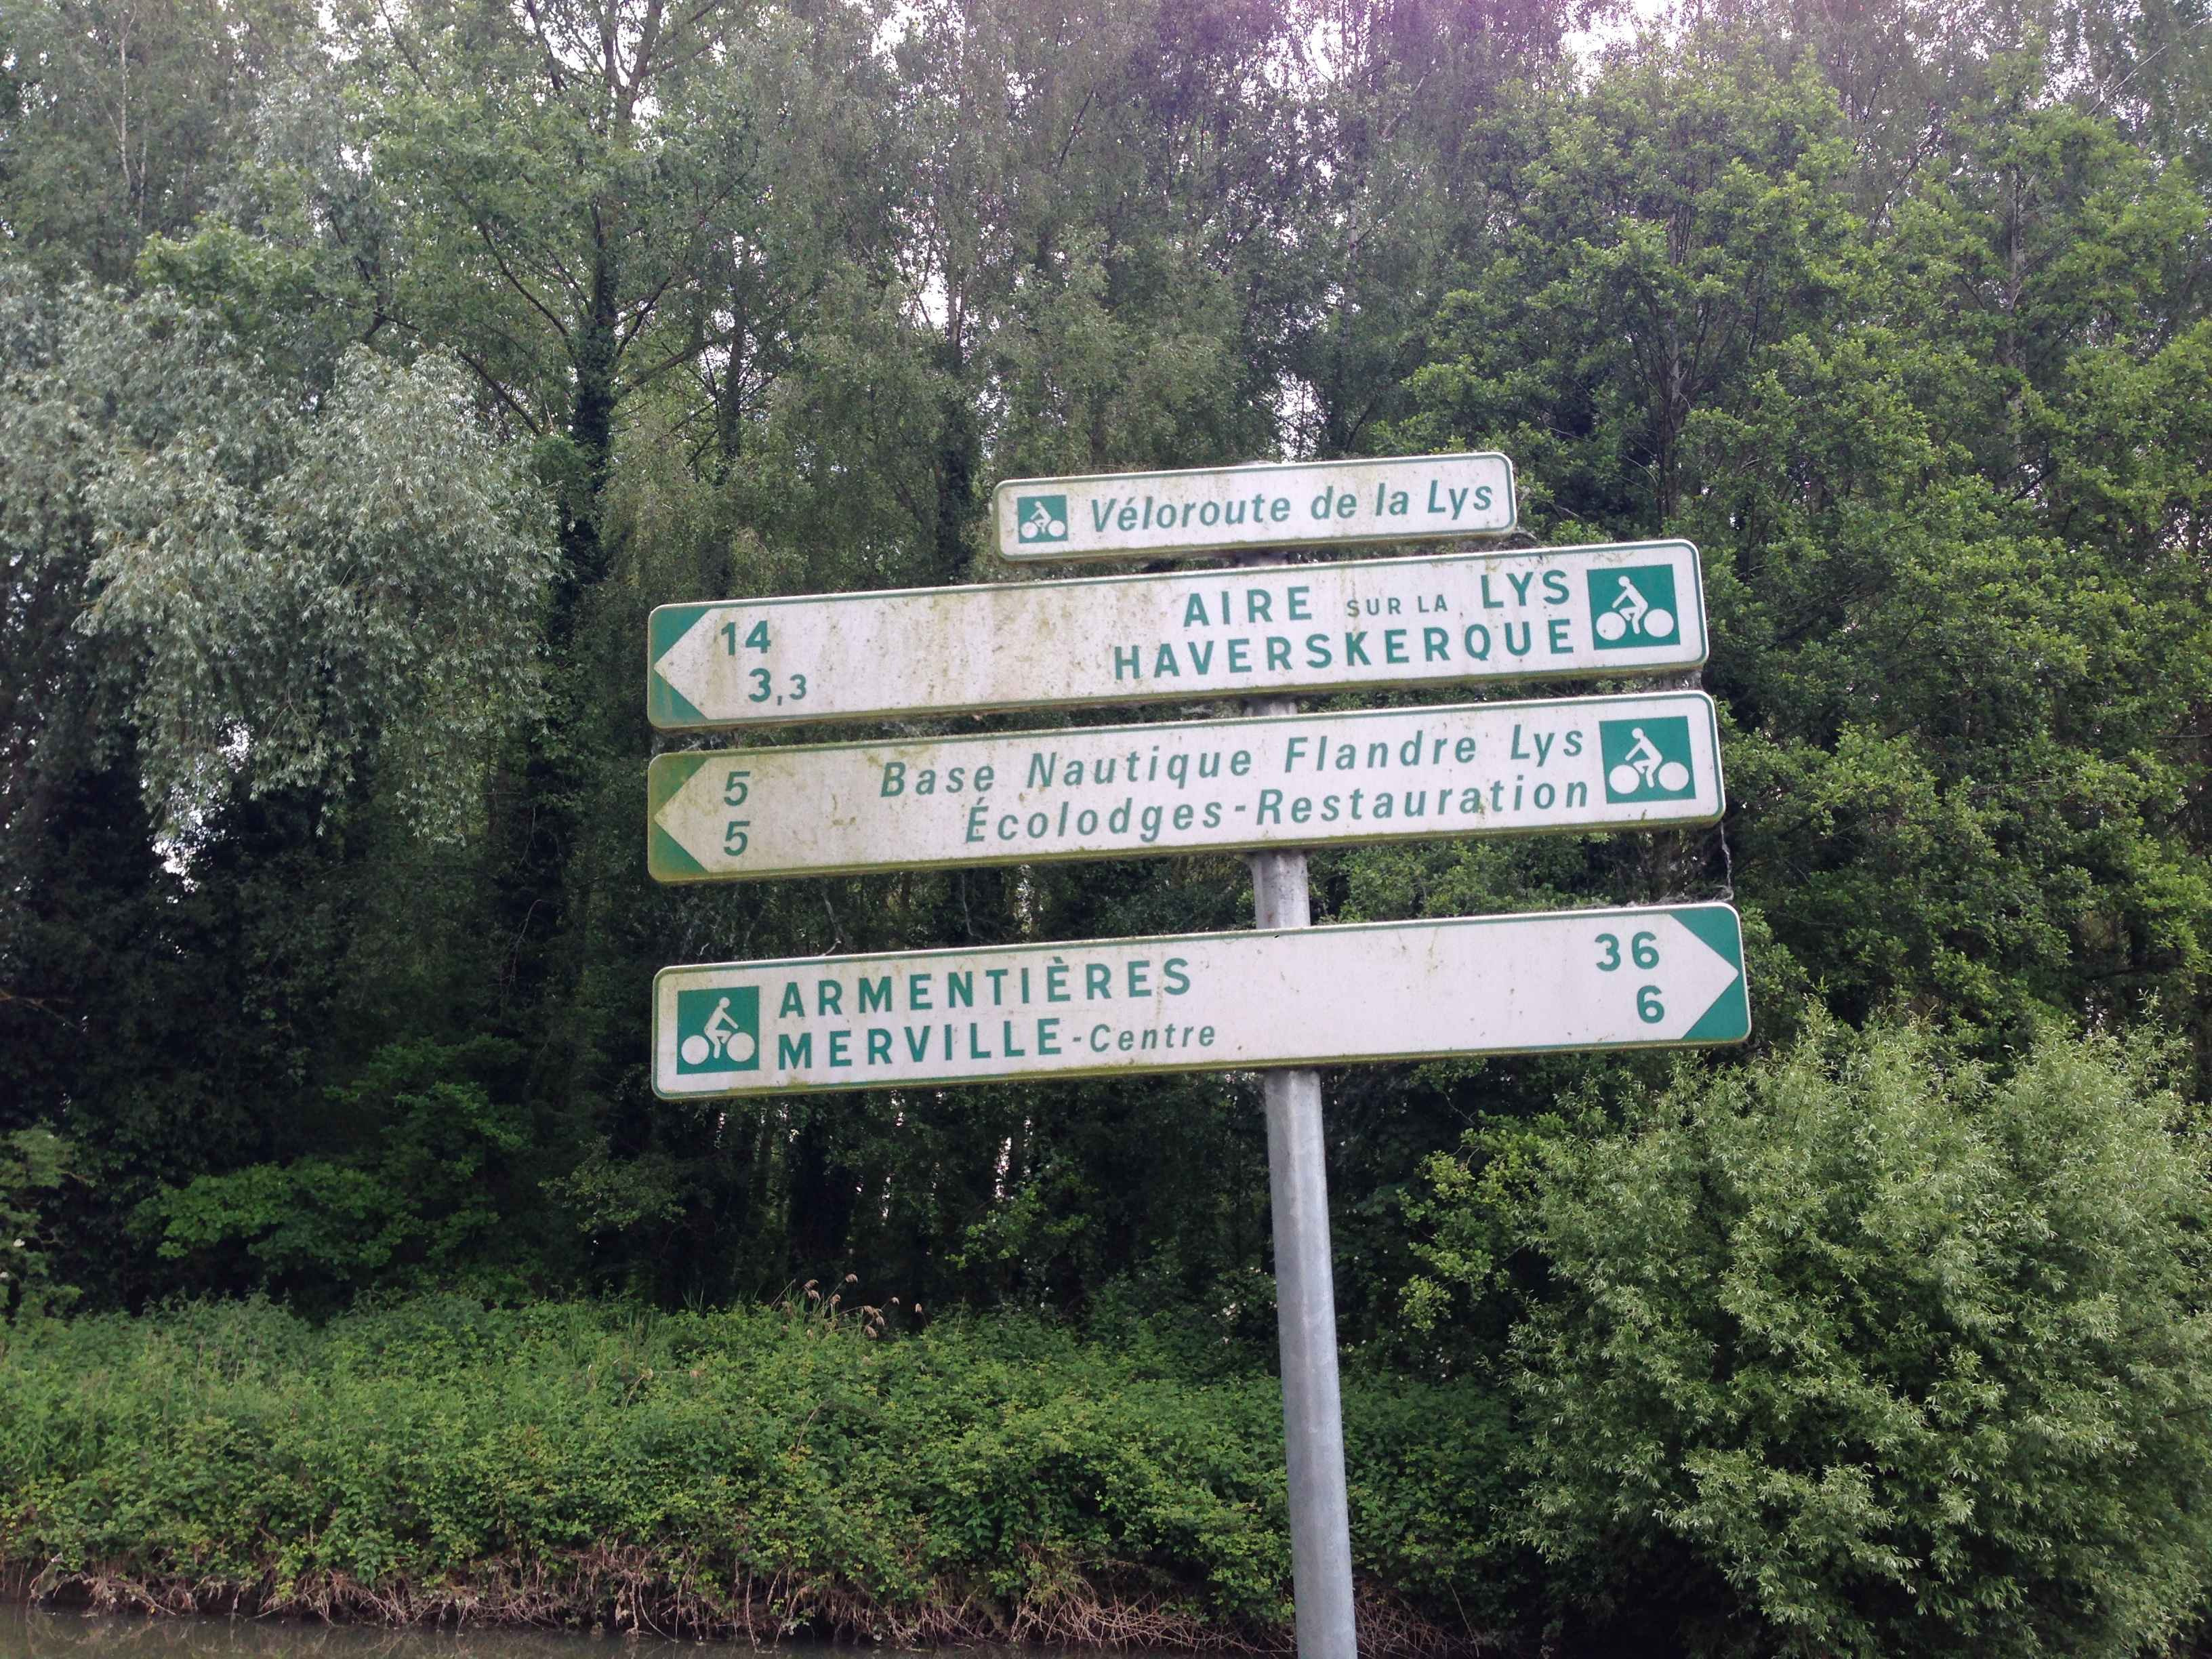 Véloroute de la Lys
14 AIRE SUR LA LYS
3,3 HAVERSKERQUE
5 Base Nautique Flandre Lys
5 Écolodges-Restauration
ARMENTIÈRES 36
MERVILLE-Centre 6